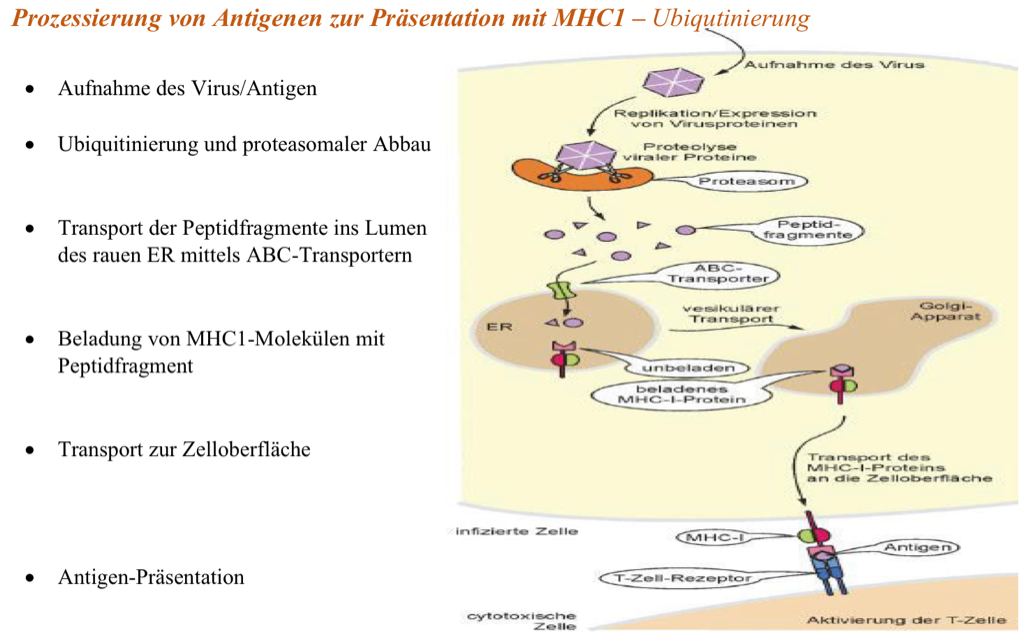 Prozessierung von Antigenen zur Präsentation mit MHC1 – Ubiqutinierung
• Aufnahme des Virus/Antigen
• Ubiquitinierung und proteasomaler Abbau
• Transport der Peptidfragmente ins Lumen
des rauen ER mittels ABC-Transportern
• Beladung von MHC1-Molekülen mit
Peptidfragment
• Transport zur Zelloberfläche
• Antigen-Präsentation
Aufnahme des Virus
Replikation/Expression
von Virusproteinen
Proteolyse
viraler Proteine
Proteasom
Peptid-
fragmente
ABC-
Transporter
ER
vesikulärer
Transport
Golgi-
Apparat
unbeladen
beladenes
MHC-I-Protein
Transport des
MHC-I-Proteins
an die Zelloberfläche
infizierte Zelle
MHC-I
Antigen
T-Zell-Rezeptor
cytotoxische
Zelle
Aktivierung der T-Zelle